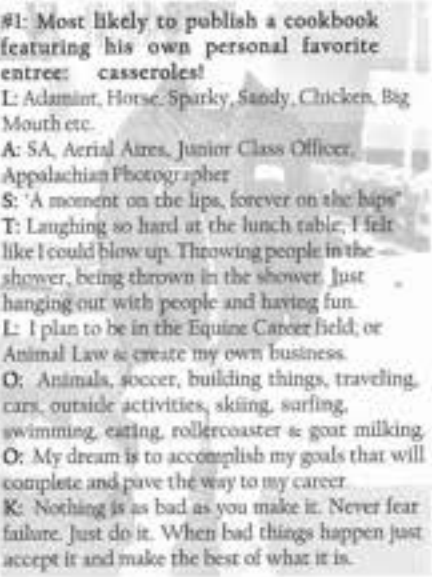 #1: Most likely to publish a cookbook
featuring his own personal favorite
entree: casseroles!
L: Adamint, Horse, Sparky, Sandy, Chicken, Big
Mouth etc.
A: SA, Aerial Aires, Junior Class Officer,
Appalachian Photographer
S: "A moment on the lips, forever on the hips"
T: Laughing so hard at the lunch table, I felt
like I could blow up. Throwing people in the
shower, being thrown in the shower. Just
hanging out with people and having fun.
L: I plan to be in the Equine Career field, or
Animal Law & create my own business.
O: Animals, soccer, building things, traveling,
cars, outside activities, skiing, surfing,
swimming, eating, rollercoaster & goat milking.
O: My dream is to accomplish my goals that will
complete and pave the way to my career
K: Nothing is as bad as you make it. Never fear
failure. Just do it. When bad things happen just
accept it and make the best of what it is.